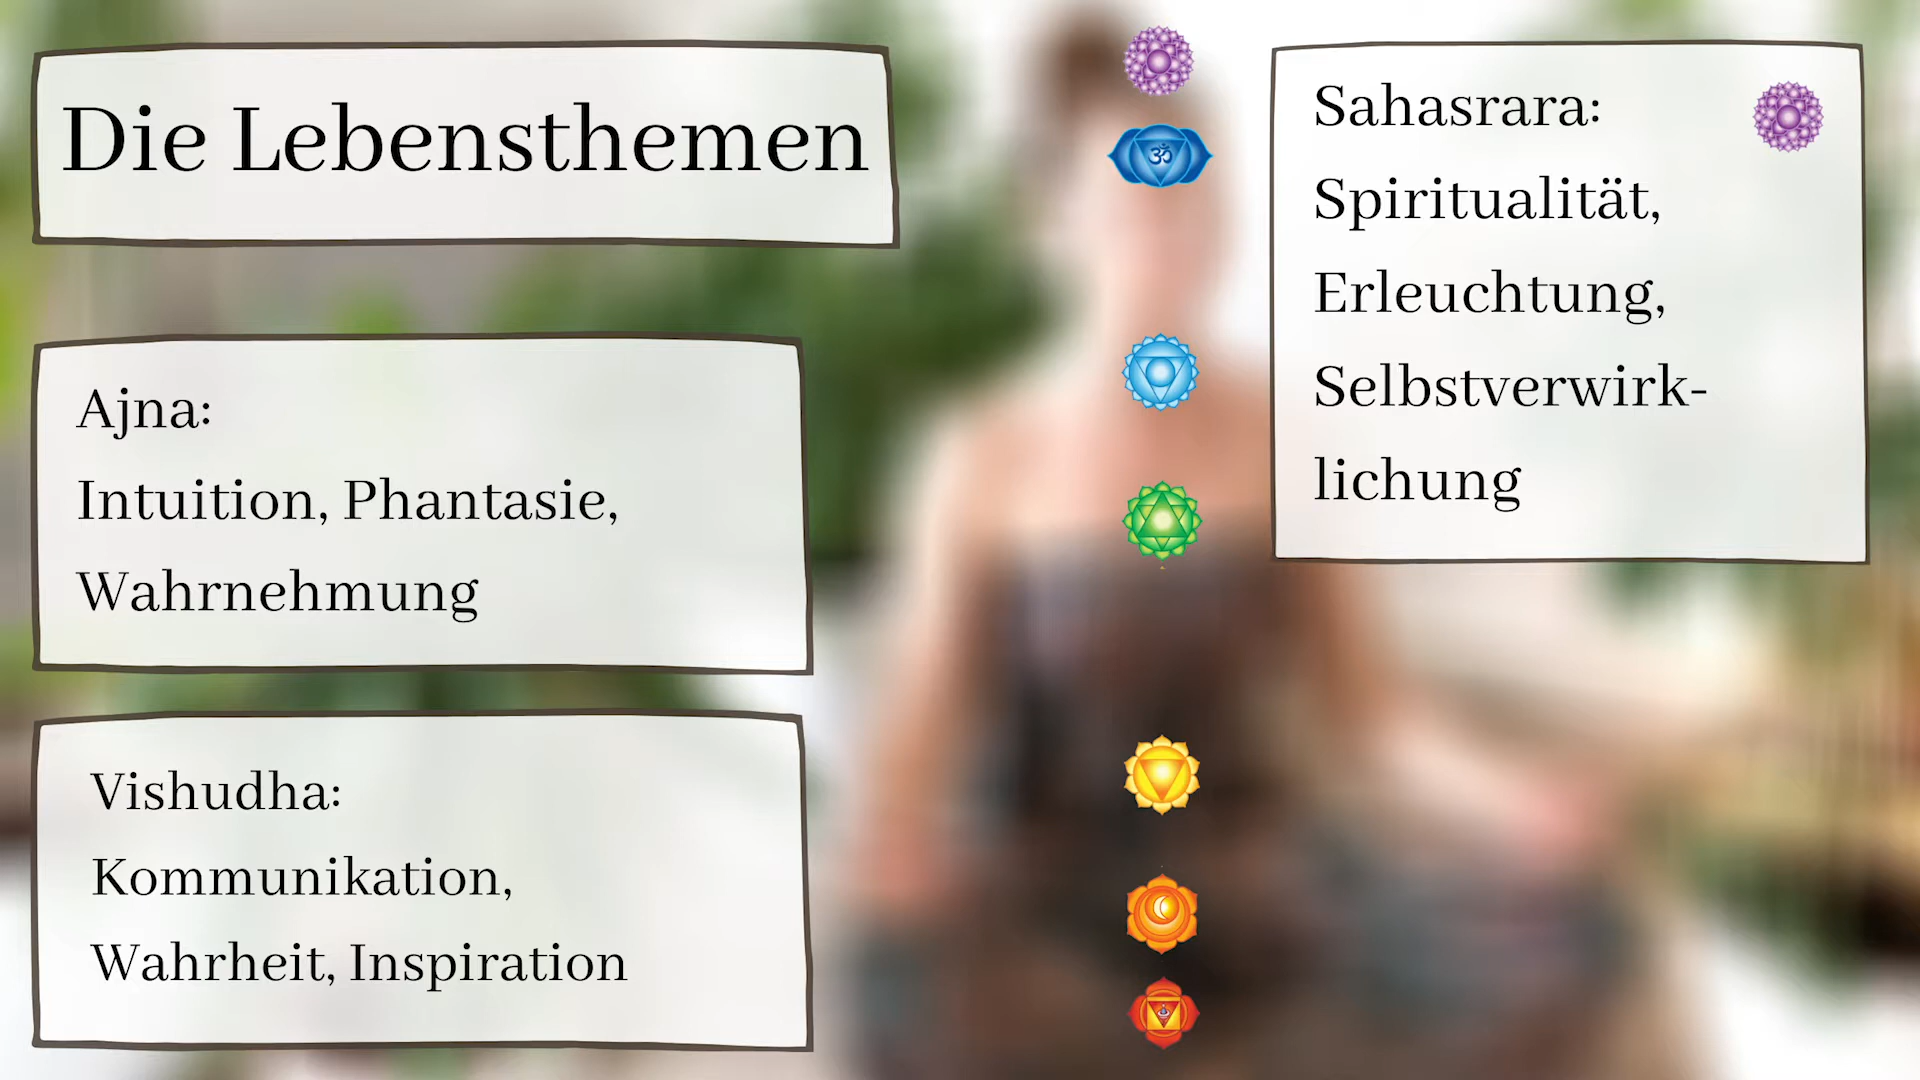 Die Lebensthemen
Ajna:
Intuition, Phantasie,
Wahrnehmung
Vishudha:
Kommunikation,
Wahrheit, Inspiration
ॐ
Sahasrara:
Spiritualität,
Erleuchtung,
Selbstverwirk-
lichung